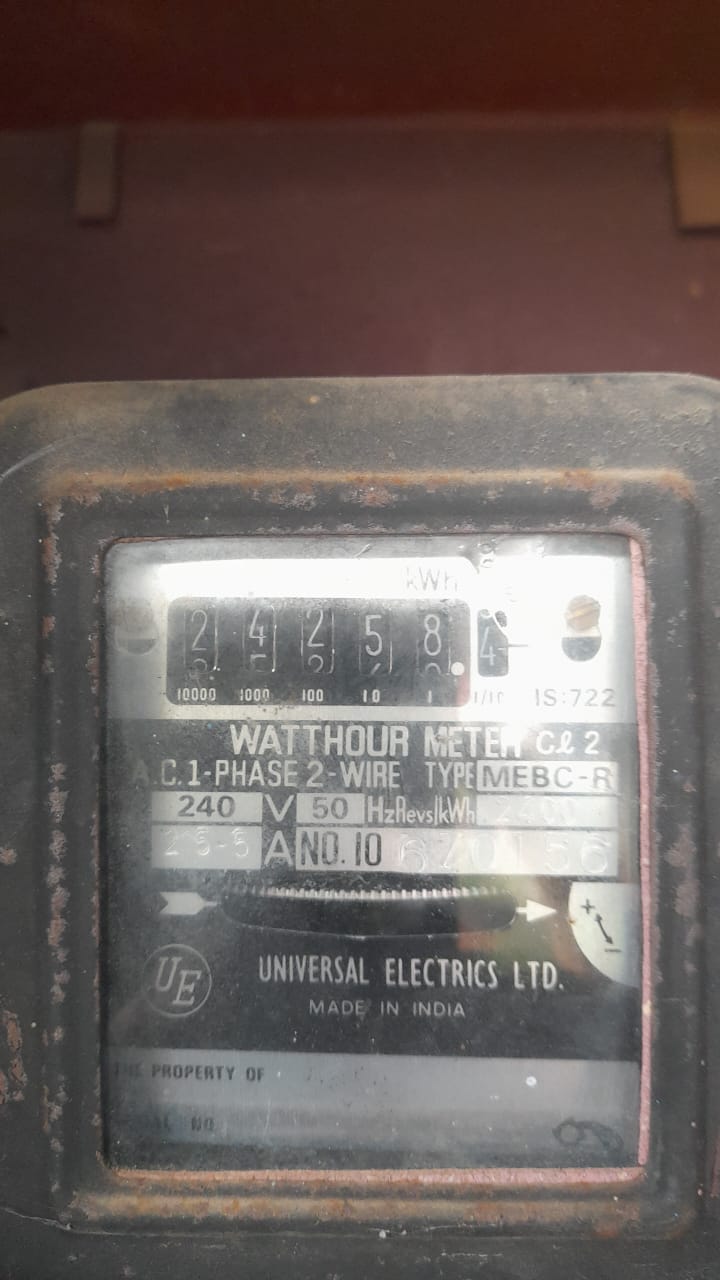 kWh
2 4 2 5 8 4
10000 1000 100 10 1 1/10 IS:722
WATTHOUR METER Cℓ 2
A.C.1-PHASE 2-WIRE TYPE MEBC-R
240 V 50 Hz Revs/kWh 2400
A NO. 10 670156
+
-
UE UNIVERSAL ELECTRICS LTD.
MADE IN INDIA
THE PROPERTY OF
NO